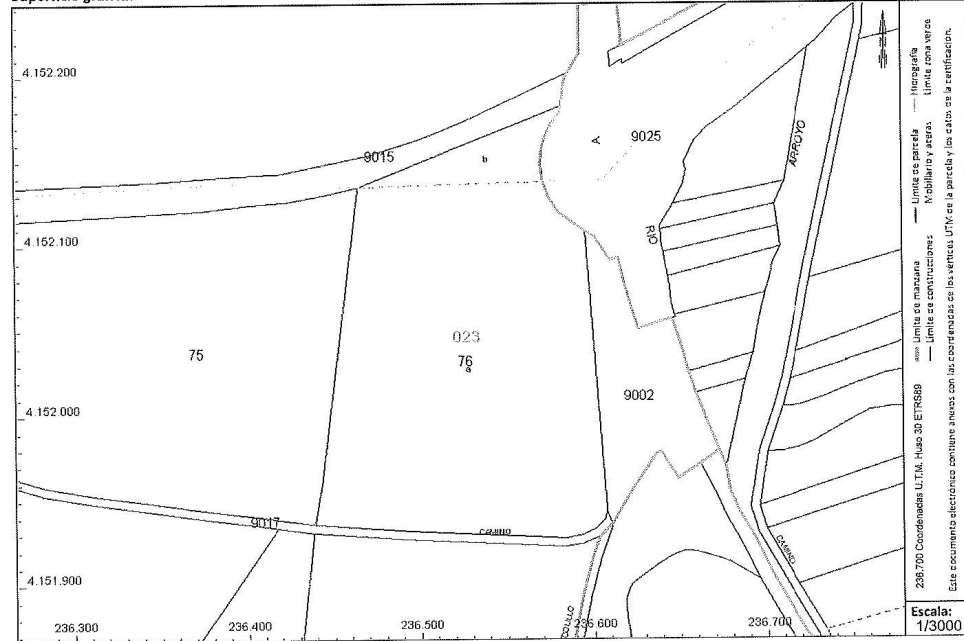 4.152.200
9015
b
A
9025
ARROYO
4.152.100
RÍO
023
75
76
a
9002
4.152.000
9017
CAMINO
CAMINO
4.151.900
236.300
236.400
236.500
236.600
236.700
Límite de manzana
Límite de parcela
Hidrografía
Límite de construcciones
Mobiliario y aceras
Límite zona verde
236.700 Coordenadas U.T.M. Huso 30 ETRS89
Este documento electrónico contiene anexos con las coordenadas de los vértices UTM de la parcela y los datos de la certificación.
Escala:
1/3000